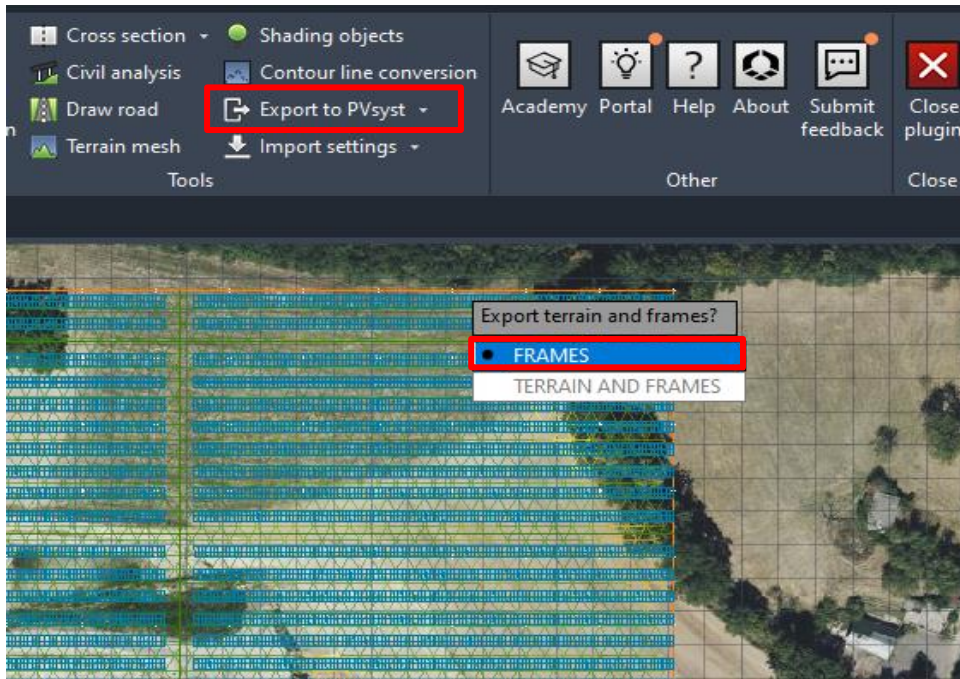 Cross section
Shading objects
Civil analysis
Contour line conversion
Draw road
Export to PVsyst
n
Terrain mesh
Import settings
Tools
Academy
Portal
?
Help
About
Submit
feedback
Close
plugin
Other
Close
Export terrain and frames?
FRAMES
TERRAIN AND FRAMES